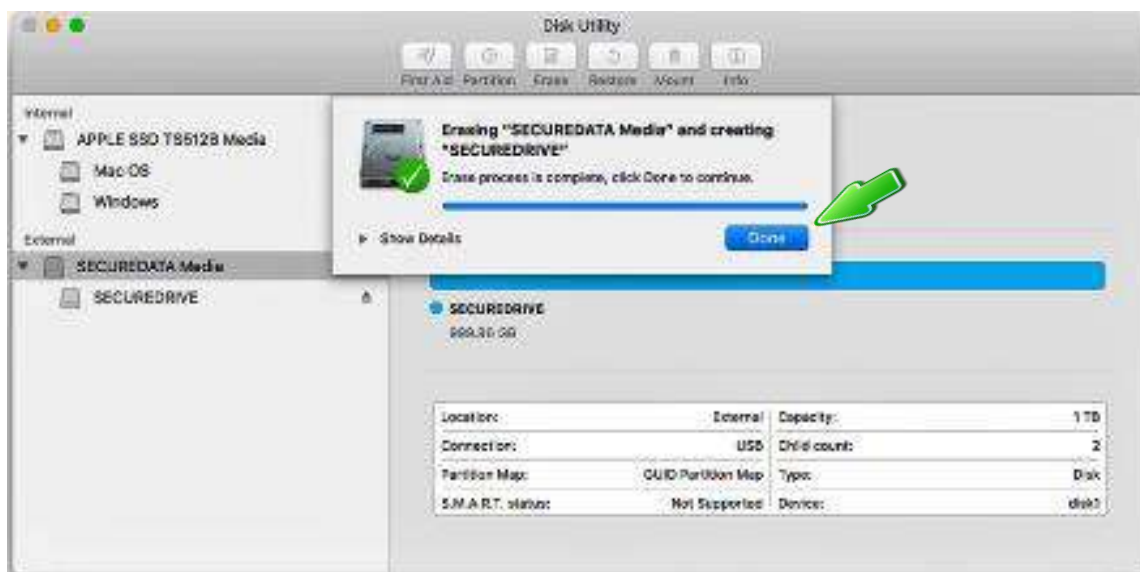 Disk Utility
First Aid Partition Erase Restore Mount Info
Internal
APPLE SSD TS512B Media
Mac OS
Windows
External
SECUREDATA Media
SECUREDRIVE
Erasing "SECUREDATA Media" and creating
"SECUREDRIVE"
Erase process is complete, click Done to continue.
Show Details
Done
SECUREDRIVE
GB
Location: External Capacity: 1 TB
Connection: USB Child count: 2
Partition Map: GUID Partition Map Type: Disk
S.M.A.R.T. status: Not Supported Device: